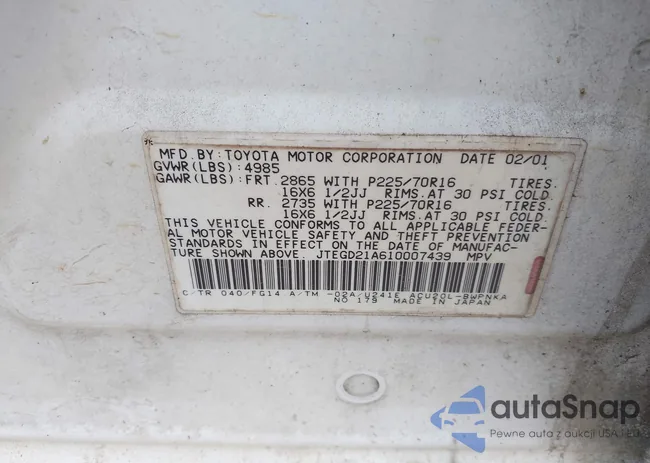 MFD. BY: TOYOTA MOTOR CORPORATION DATE 02/01
GVWR(LBS): 4985
GAWR(LBS): FRT. 2865 WITH P225/70R16 TIRES.
16X6 1/2JJ RIMS. AT 30 PSI COLD.
RR. 2735 WITH P225/70R16 TIRES.
16X6 1/2JJ RIMS. AT 30 PSI COLD.
THIS VEHICLE CONFORMS TO ALL APPLICABLE FEDER-
AL MOTOR VEHICLE SAFETY AND THEFT PREVENTION
STANDARDS IN EFFECT ON THE DATE OF MANUFAC-
TURE SHOWN ABOVE. JTEGD21A610007439 MPV
C/TR 040/FG14 A/TM -02A/U241E ACU20L-BWPNKA
NO 175 MADE IN JAPAN
autoSnap
Pewne auta z aukcji USA i EU